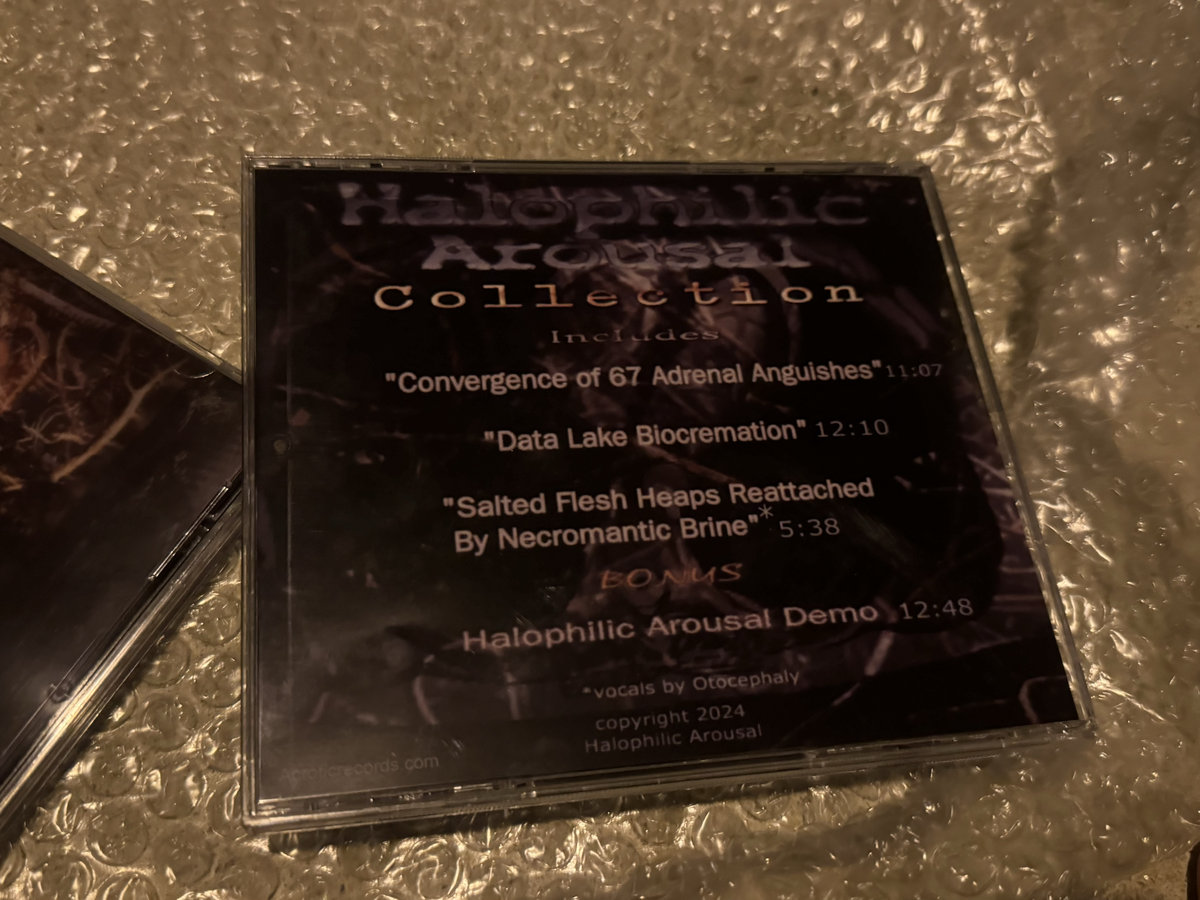 Halophilic
Arousal
Collection
Includes
"Convergence of 67 Adrenal Anguishes" 11:07
"Data Lake Biocremation" 12:10
"Salted Flesh Heaps Reattached
By Necromantic Brine"* 5:38
BONUS
Halophilic Arousal Demo 12:48
*vocals by Otocephaly
copyright 2024
Halophilic Arousal